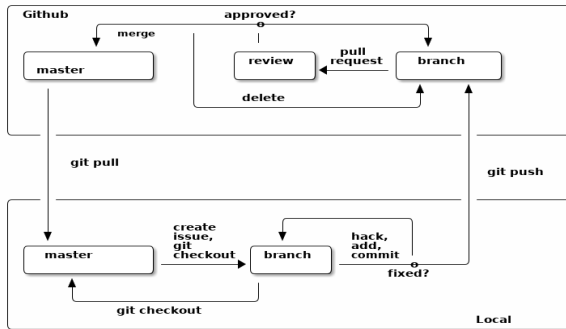 Github
approved?
merge
master
review
pull
request
branch
delete
git pull
git push
master
create
issue,
git
checkout
branch
hack,
add,
commit
fixed?
git checkout
Local